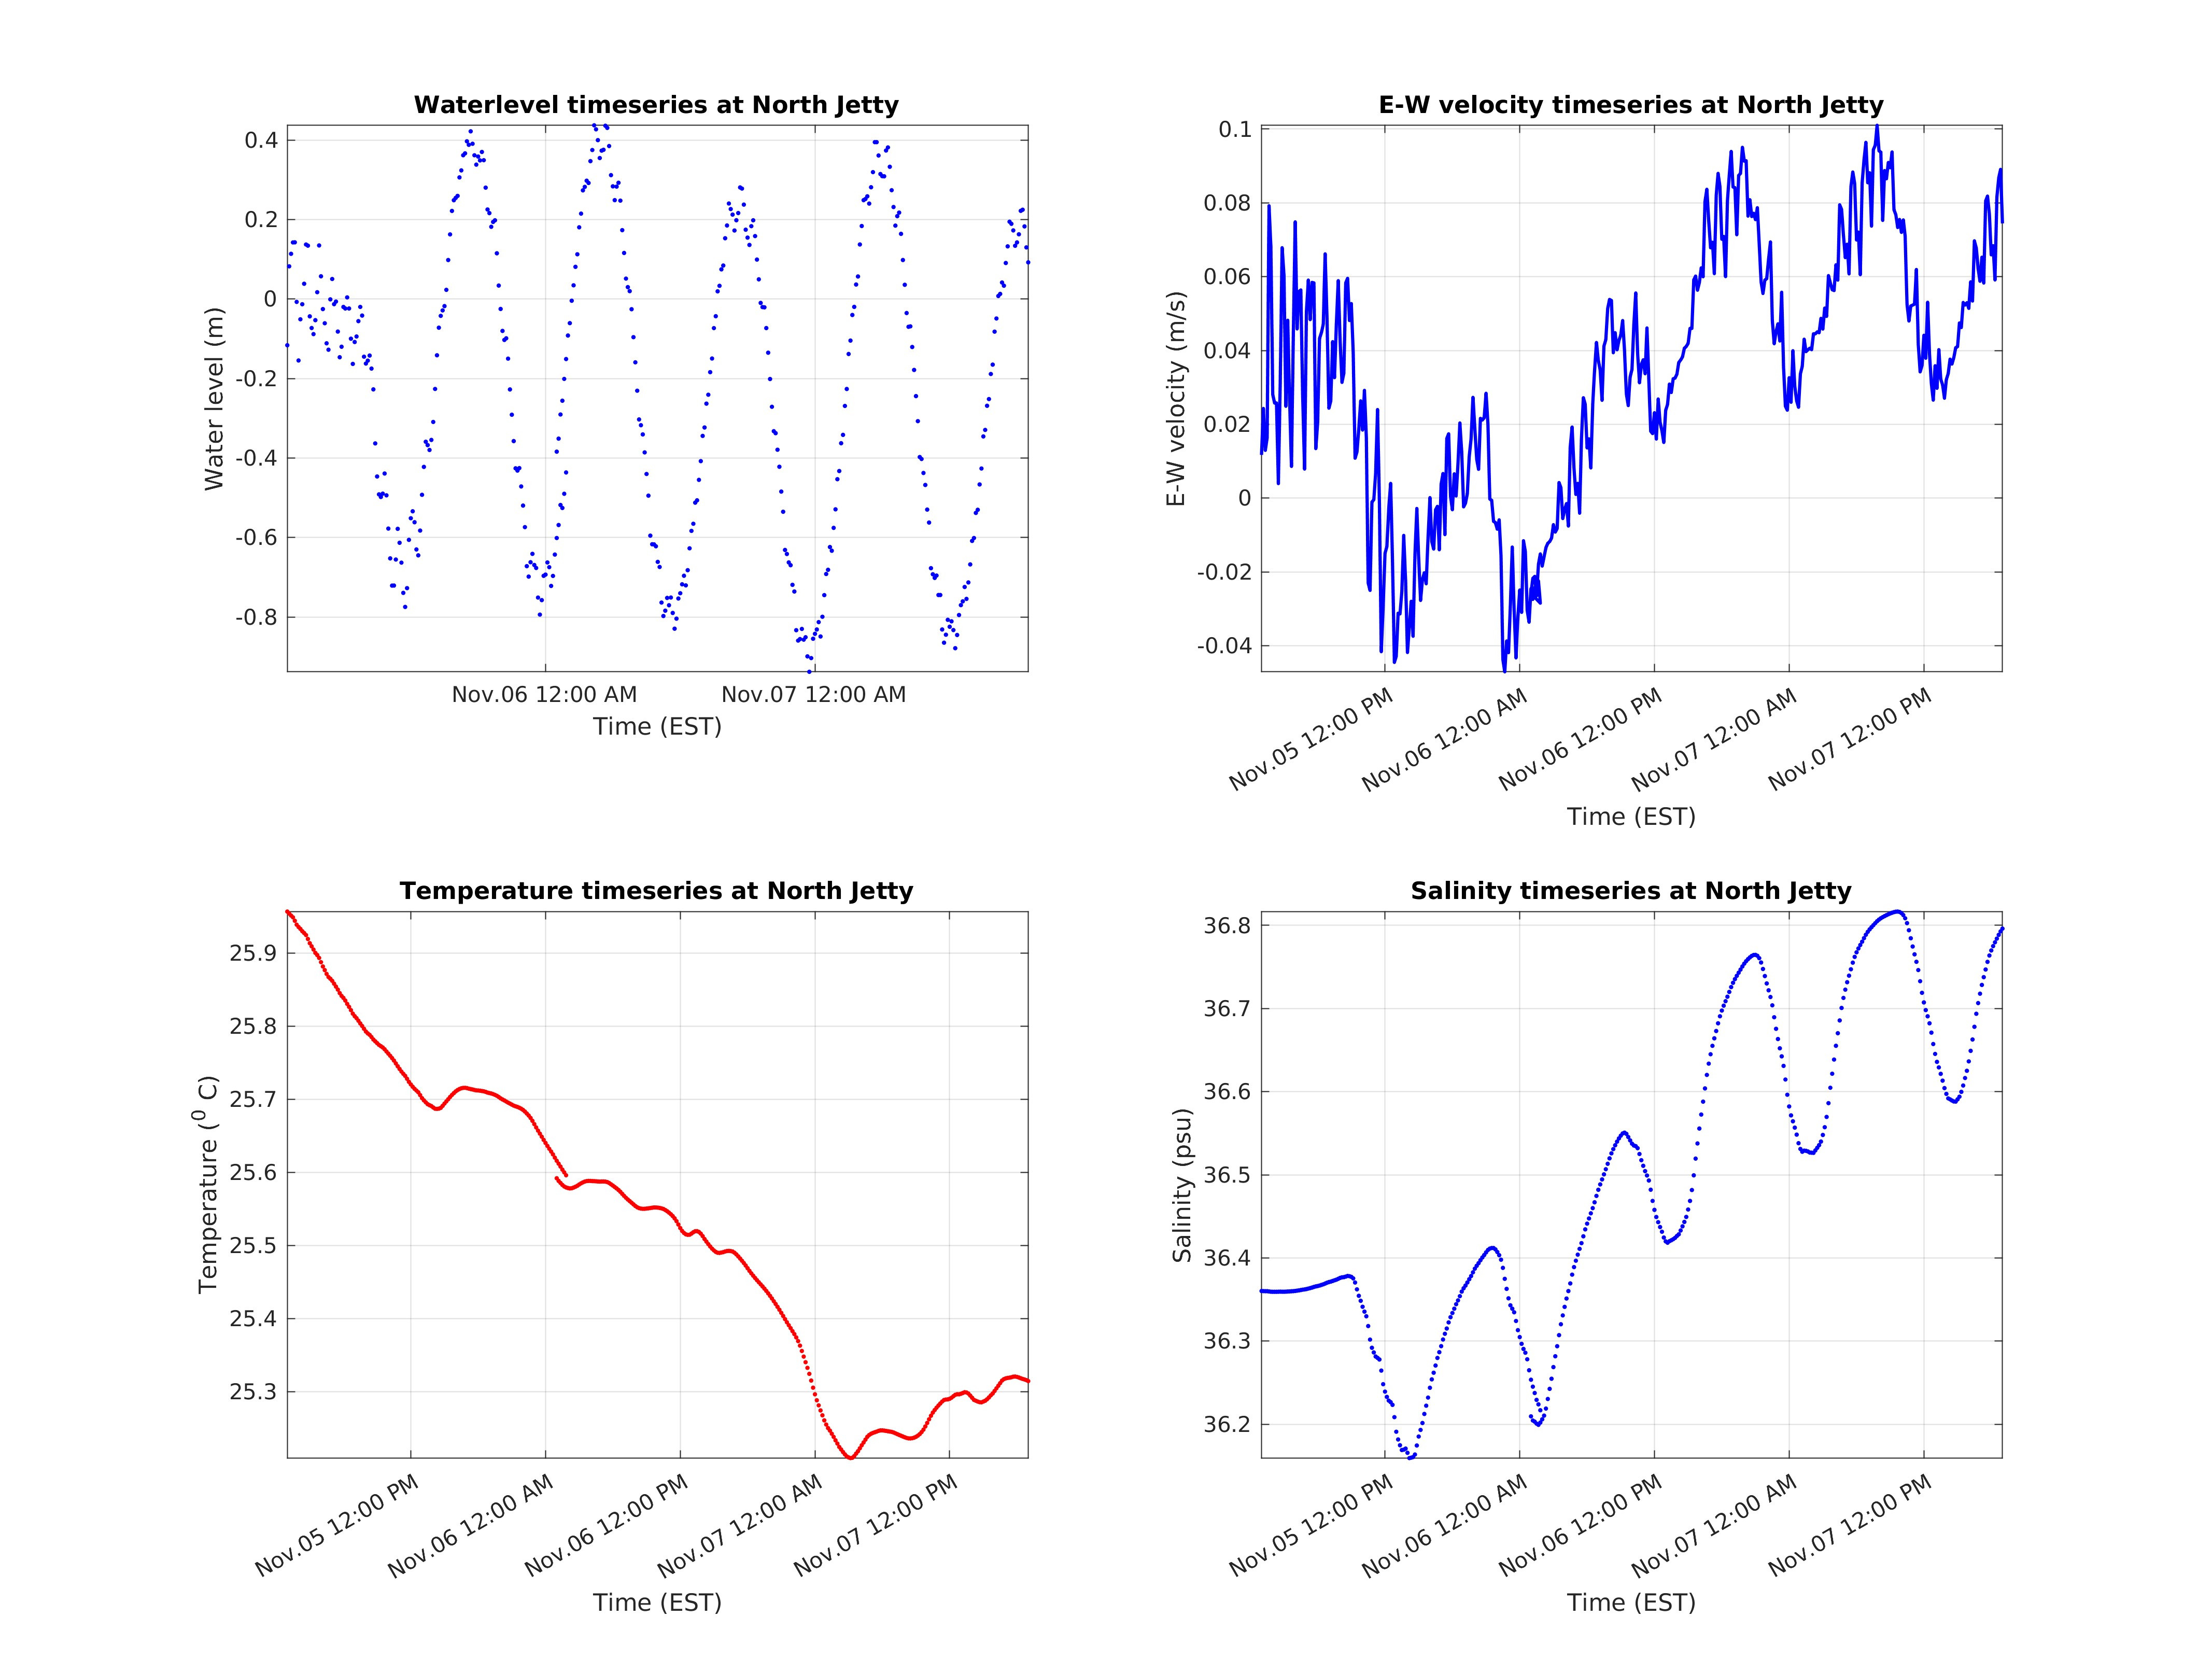 Waterlevel timeseries at North Jetty
0.4
0.2
0
-0.2
-0.4
-0.6
-0.8
Water level (m)
Nov.06 12:00 AM
Nov.07 12:00 AM
Time (EST)
E-W velocity timeseries at North Jetty
0.1
0.08
0.06
0.04
0.02
0
-0.02
-0.04
E-W velocity (m/s)
Nov.05 12:00 PM
Nov.06 12:00 AM
Nov.06 12:00 PM
Nov.07 12:00 AM
Nov.07 12:00 PM
Time (EST)
Temperature timeseries at North Jetty
25.9
25.8
25.7
25.6
25.5
25.4
25.3
Temperature (⁰ C)
Nov.05 12:00 PM
Nov.06 12:00 AM
Nov.06 12:00 PM
Nov.07 12:00 AM
Nov.07 12:00 PM
Time (EST)
Salinity timeseries at North Jetty
36.8
36.7
36.6
36.5
36.4
36.3
36.2
Salinity (psu)
Nov.05 12:00 PM
Nov.06 12:00 AM
Nov.06 12:00 PM
Nov.07 12:00 AM
Nov.07 12:00 PM
Time (EST)